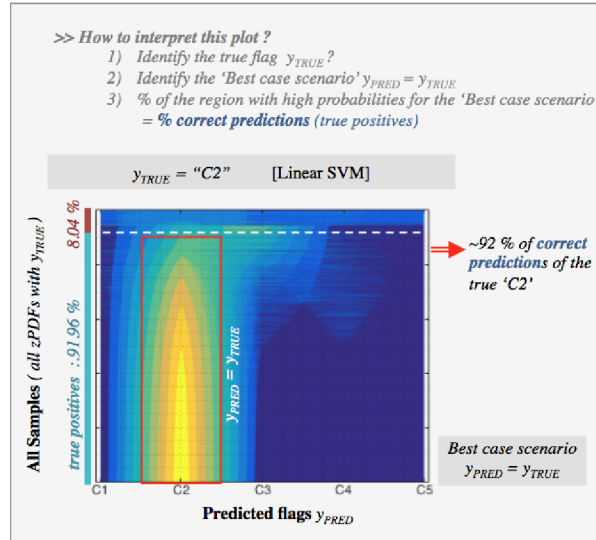 >> How to interpret this plot ?
1) Identify the true flag y_TRUE ?
2) Identify the ‘Best case scenario’ y_PRED = y_TRUE
3) % of the region with high probabilities for the ‘Best case scenario
= % correct predictions (true positives)
y_TRUE = “C2” [Linear SVM]
All Samples ( all zPDFs with y_TRUE)
true positives :.91.96 %
8.04 %
y_PRED = y_TRUE
~92 % of correct
predictions of the
true ‘C2’
Best case scenario
y_PRED = y_TRUE
C1 C2 C3 C4 C5
Predicted flags y_PRED